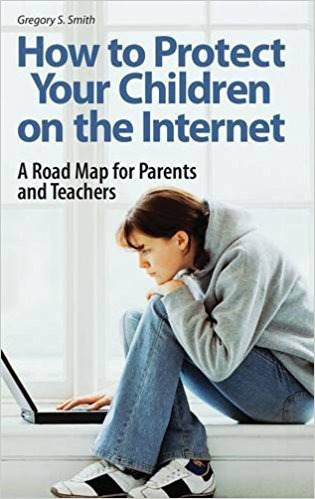 Gregory S. Smith
How to Protect
Your Children
on the Internet
A Road Map for Parents
and Teachers